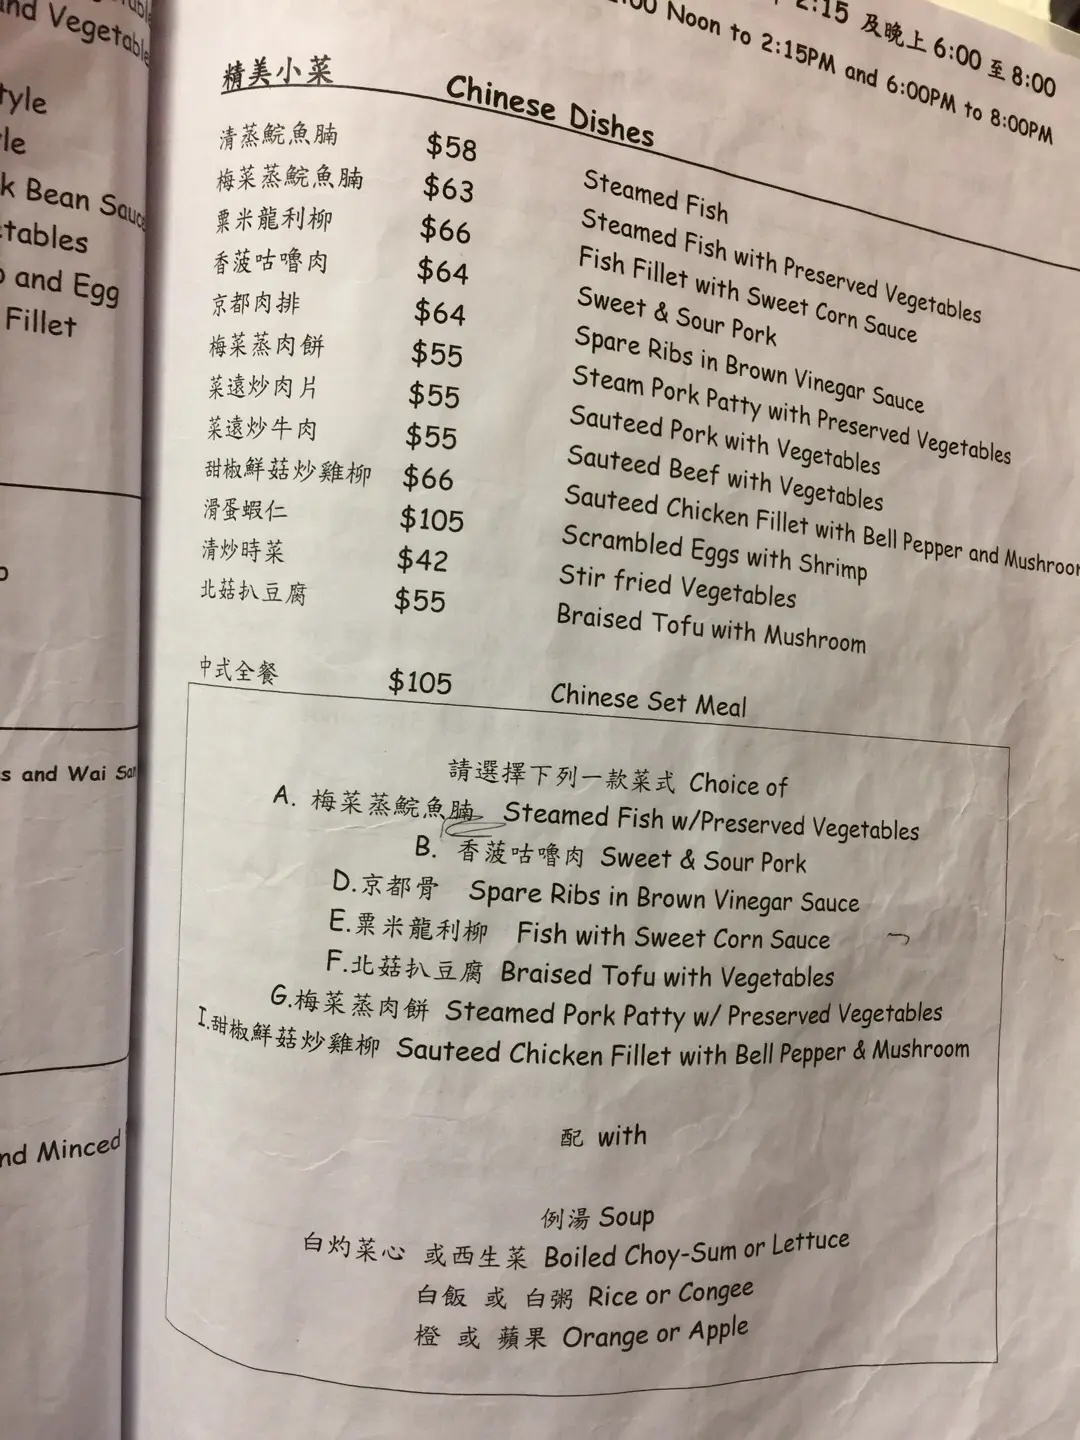 and Vegetable
tyle
le
k Bean Sauce
etables
and Egg
Fillet
s and Wai San
nd Minced
2:15 及晚上 6:00 至 8:00
Noon to 2:15PM and 6:00PM to 8:00PM
精美小菜 Chinese Dishes
清蒸鯇魚腩 $58 Steamed Fish
梅菜蒸鯇魚腩 $63 Steamed Fish with Preserved Vegetables
粟米龍利柳 $66 Fish Fillet with Sweet Corn Sauce
香菠咕嚕肉 $64 Sweet & Sour Pork
京都肉排 $64 Spare Ribs in Brown Vinegar Sauce
梅菜蒸肉餅 $55 Steam Pork Patty with Preserved Vegetables
菜遠炒肉片 $55 Sauteed Pork with Vegetables
菜遠炒牛肉 $55 Sauteed Beef with Vegetables
甜椒鮮菇炒雞柳 $66 Sauteed Chicken Fillet with Bell Pepper and Mushroom
滑蛋蝦仁 $105 Scrambled Eggs with Shrimp
清炒時菜 $42 Stir fried Vegetables
北菇扒豆腐 $55 Braised Tofu with Mushroom
中式全餐 $105 Chinese Set Meal
請選擇下列一款菜式 Choice of
A. 梅菜蒸鯇魚腩 Steamed Fish w/Preserved Vegetables
B. 香菠咕嚕肉 Sweet & Sour Pork
D.京都骨 Spare Ribs in Brown Vinegar Sauce
E.粟米龍利柳 Fish with Sweet Corn Sauce
F.北菇扒豆腐 Braised Tofu with Vegetables
G.梅菜蒸肉餅 Steamed Pork Patty w/ Preserved Vegetables
I.甜椒鮮菇炒雞柳 Sauteed Chicken Fillet with Bell Pepper & Mushroom
配 with
例湯 Soup
白灼菜心 或西生菜 Boiled Choy-Sum or Lettuce
白飯 或 白粥 Rice or Congee
橙 或 蘋果 Orange or Apple